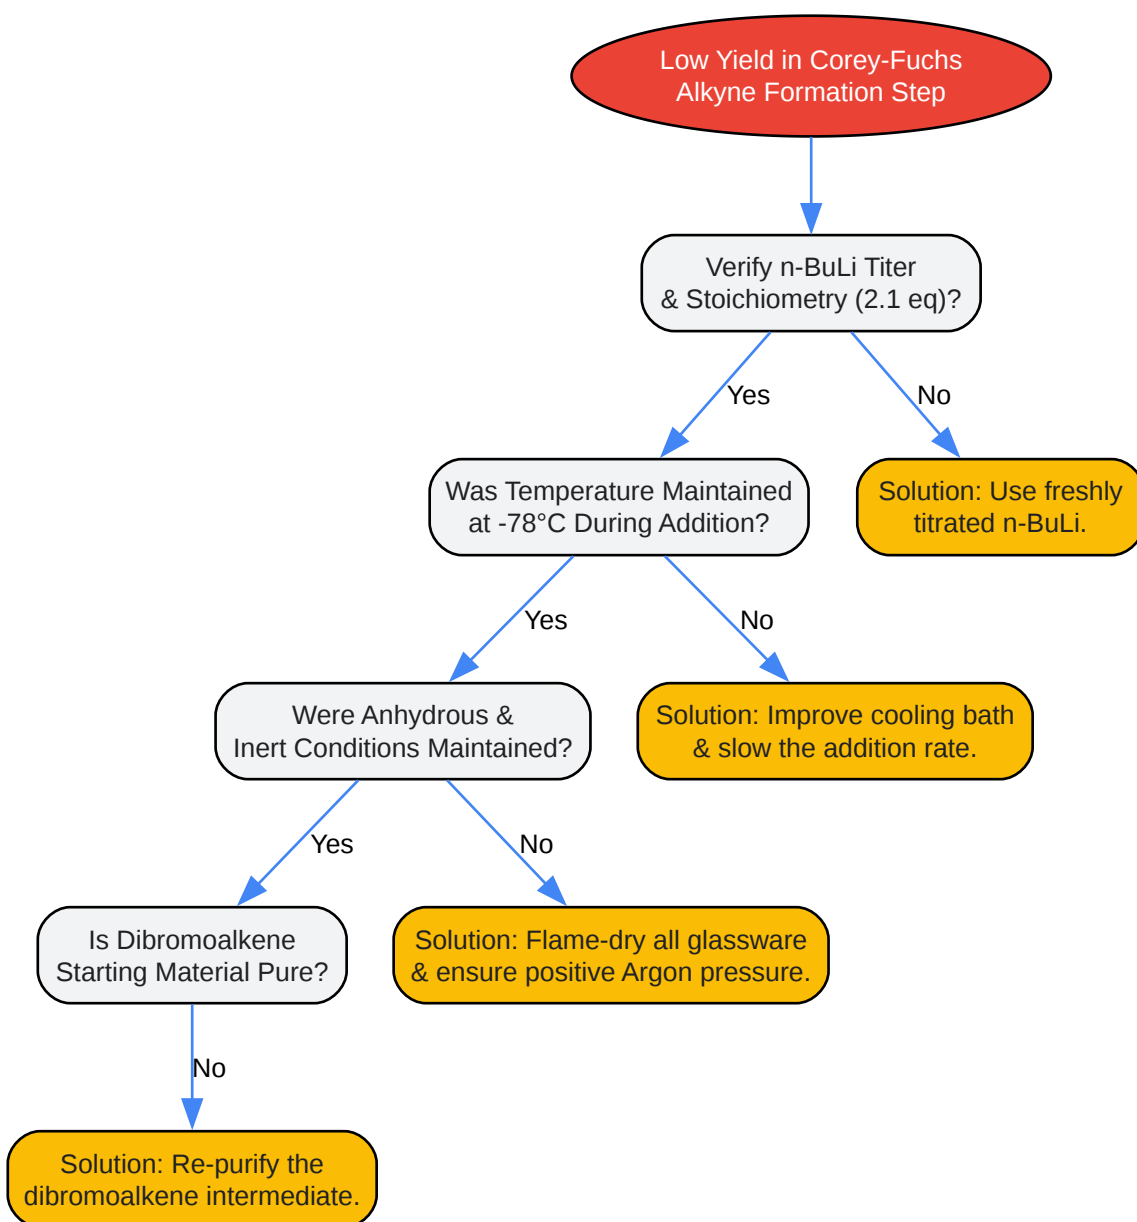 Low Yield in Corey-Fuchs
Alkyne Formation Step
Verify n-BuLi Titer
& Stoichiometry (2.1 eq)?
Yes
No
Was Temperature Maintained
at -78°C During Addition?
Solution: Use freshly
titrated n-BuLi.
Yes
No
Were Anhydrous &
Inert Conditions Maintained?
Solution: Improve cooling bath
& slow the addition rate.
Yes
No
Is Dibromoalkene
Starting Material Pure?
Solution: Flame-dry all glassware
& ensure positive Argon pressure.
No
Solution: Re-purify the
dibromoalkene intermediate.